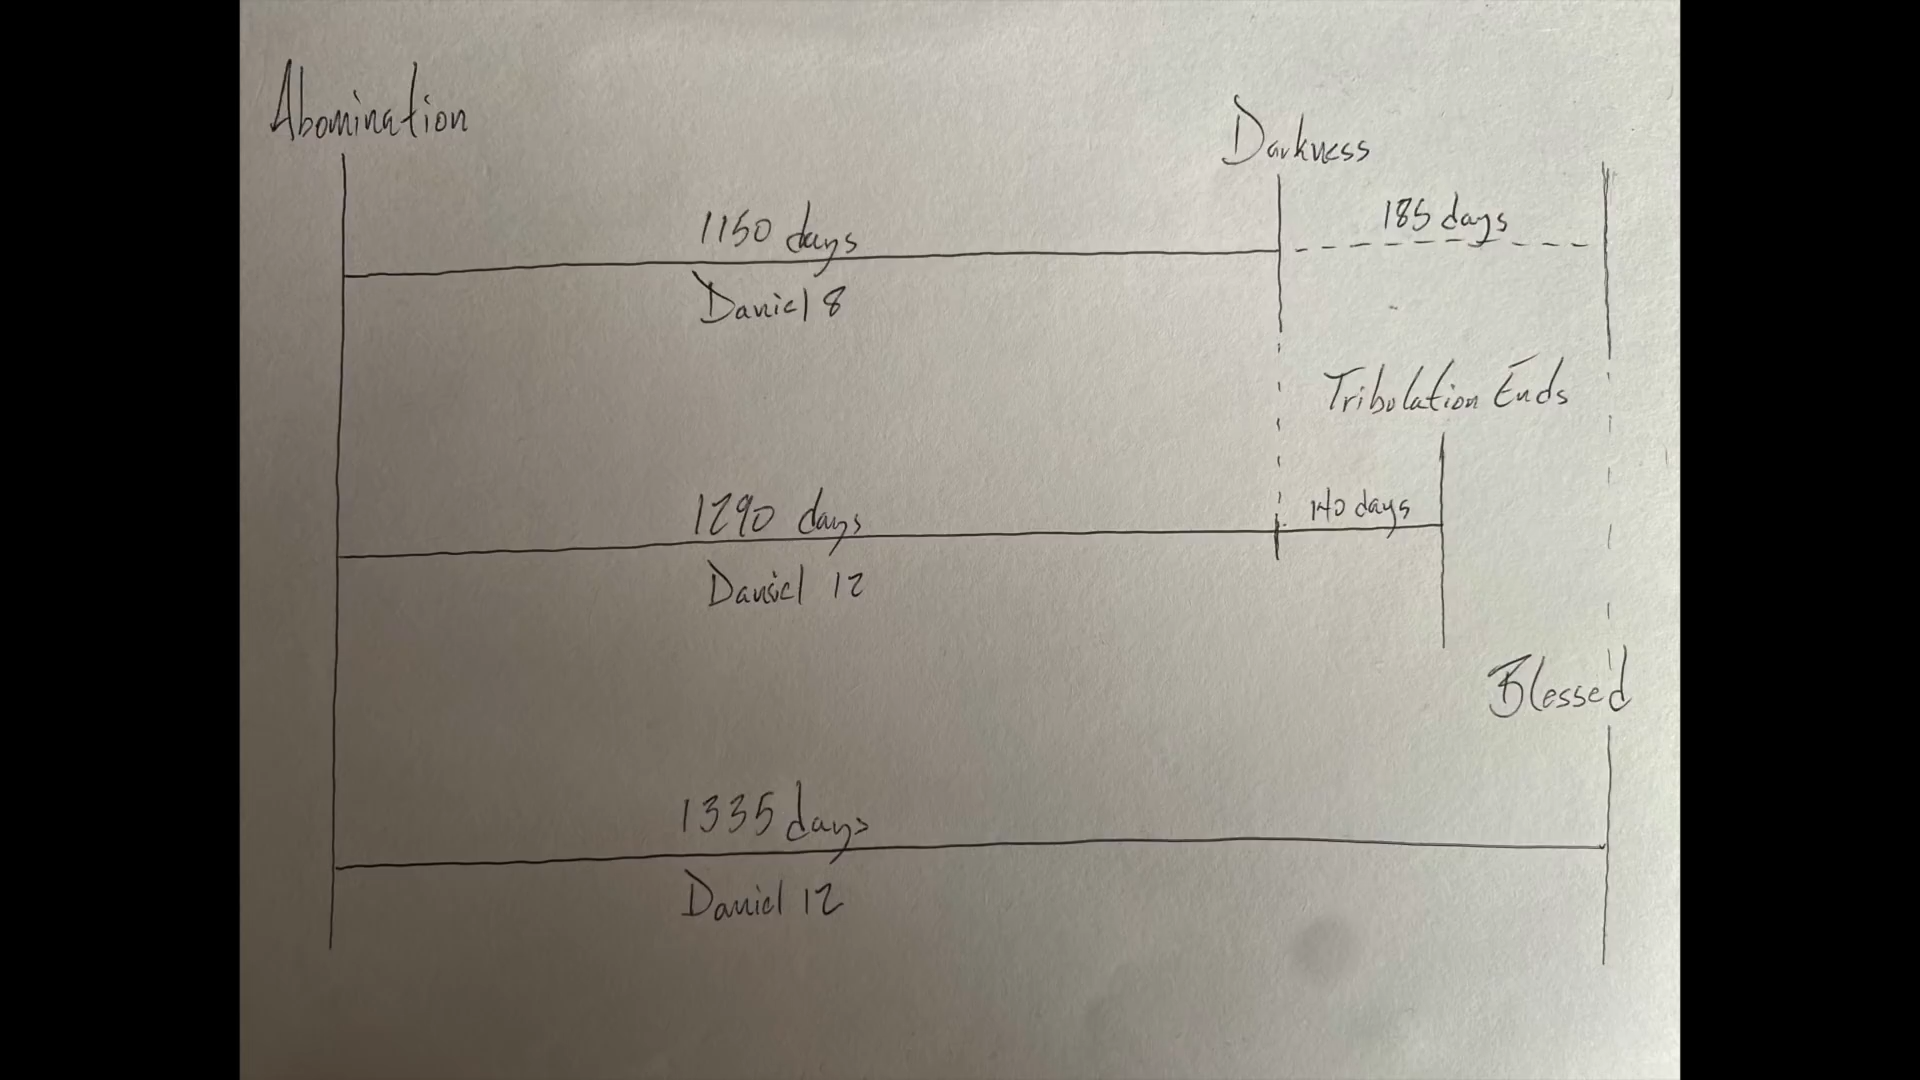 Abomination
Darkness
1150 days
185 days
Daniel 8
Tribolation Ends
1290 days
140 days
Daniel 12
Blessed
1335 days
Daniel 12